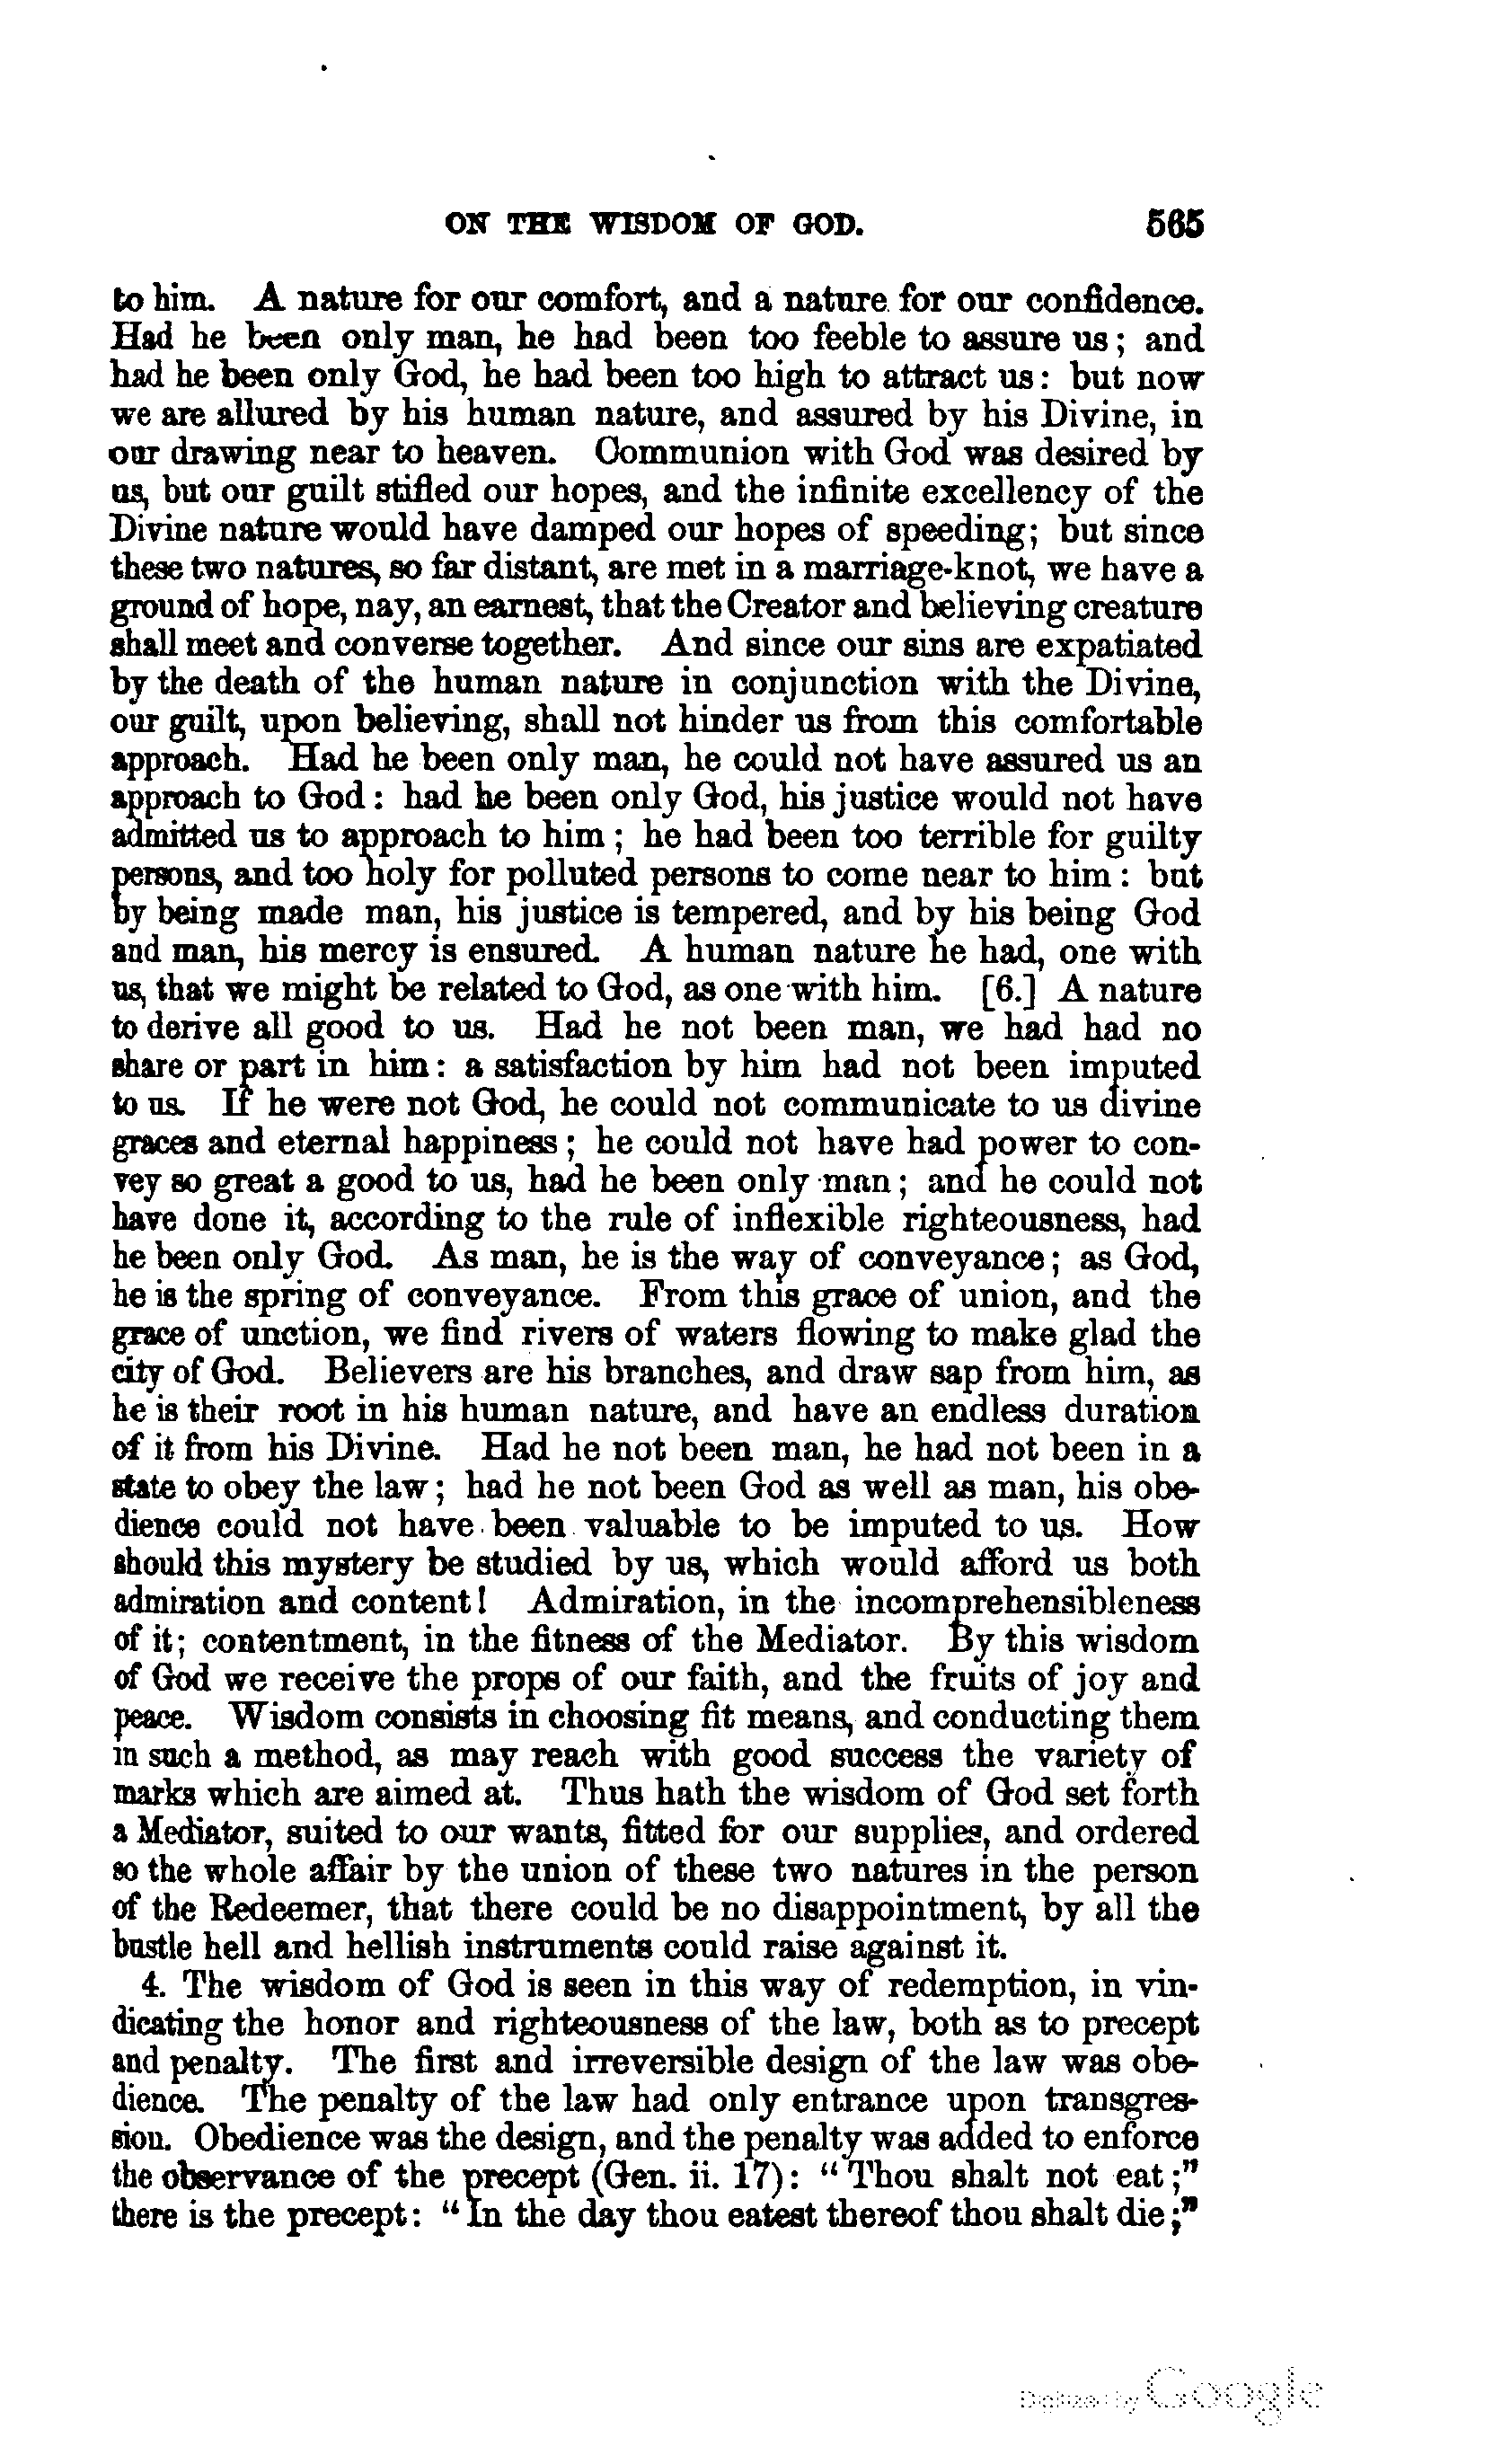 ON THE WISDOM OF GOD. 565
to him. A nature for our comfort, and a nature for our confidence.
Had he been only man, he had been too feeble to assure us; and
had he been only God, he had been too high to attract us: but now
we are allured by his human nature, and assured by his Divine, in
our drawing near to heaven. Communion with God was desired by
us, but our guilt stifled our hopes, and the infinite excellency of the
Divine nature would have damped our hopes of speeding; but since
these two natures, so far distant, are met in a marriage-knot, we have a
ground of hope, nay, an earnest, that the Creator and believing creature
shall meet and converse together. And since our sins are expatiated
by the death of the human nature in conjunction with the Divine,
our guilt, upon believing, shall not hinder us from this comfortable
approach. Had he been only man, he could not have assured us an
approach to God: had he been only God, his justice would not have
admitted us to approach to him; he had been too terrible for guilty
persons, and too holy for polluted persons to come near to him: but
by being made man, his justice is tempered, and by his being God
and man, his mercy is ensured. A human nature he had, one with
us, that we might be related to God, as one with him. [6.] A nature
to derive all good to us. Had he not been man, we had had no
share or part in him: a satisfaction by him had not been imputed
to us. If he were not God, he could not communicate to us divine
graces and eternal happiness; he could not have had power to con-
vey so great a good to us, had he been only man; and he could not
have done it, according to the rule of inflexible righteousness, had
he been only God. As man, he is the way of conveyance; as God,
he is the spring of conveyance. From this grace of union, and the
grace of unction, we find rivers of waters flowing to make glad the
city of God. Believers are his branches, and draw sap from him, as
he is their root in his human nature, and have an endless duration
of it from his Divine. Had he not been man, he had not been in a
state to obey the law; had he not been God as well as man, his obe-
dience could not have been valuable to be imputed to us. How
should this mystery be studied by us, which would afford us both
admiration and content! Admiration, in the incomprehensibleness
of it; contentment, in the fitness of the Mediator. By this wisdom
of God we receive the props of our faith, and the fruits of joy and
peace. Wisdom consists in choosing fit means, and conducting them
in such a method, as may reach with good success the variety of
marks which are aimed at. Thus hath the wisdom of God set forth
a Mediator, suited to our wants, fitted for our supplies, and ordered
so the whole affair by the union of these two natures in the person
of the Redeemer, that there could be no disappointment, by all the
bustle hell and hellish instruments could raise against it.
4. The wisdom of God is seen in this way of redemption, in vin-
dicating the honor and righteousness of the law, both as to precept
and penalty. The first and irreversible design of the law was obe-
dience. The penalty of the law had only entrance upon transgres-
sion. Obedience was the design, and the penalty was added to enforce
the observance of the precept (Gen. ii. 17): "Thou shalt not eat;"
there is the precept: "In the day thou eatest thereof thou shalt die;"
Digitized by Google